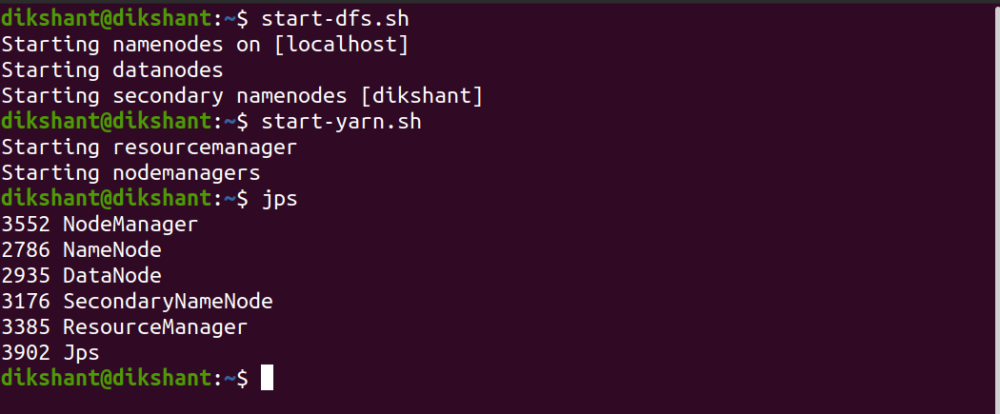 dikshant@dikshant:~$ start-dfs.sh
Starting namenodes on [localhost]
Starting datanodes
Starting secondary namenodes [dikshant]
dikshant@dikshant:~$ start-yarn.sh
Starting resourcemanager
Starting nodemanagers
dikshant@dikshant:~$ jps
3552 NodeManager
2786 NameNode
2935 DataNode
3176 SecondaryNameNode
3385 ResourceManager
3902 Jps
dikshant@dikshant:~$